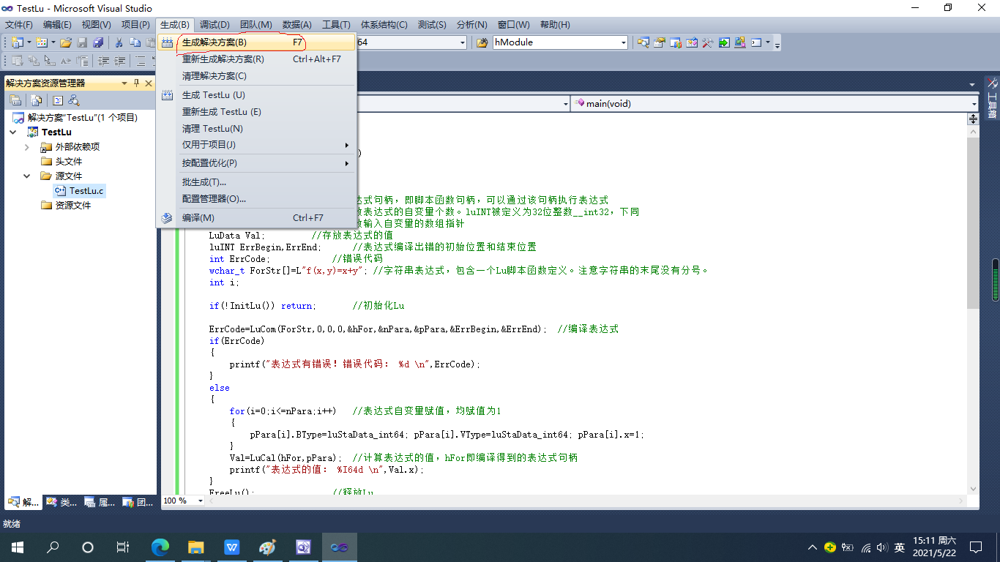 TestLu - Microsoft Visual Studio
文件(F) 编辑(E) 视图(V) 项目(P) 生成(B) 调试(D) 团队(M) 数据(A) 工具(T) 体系结构(C) 测试(S) 分析(N) 窗口(W) 帮助(H)
生成解决方案(B) F7
64
hModule
重新生成解决方案(R) Ctrl+Alt+F7
清理解决方案(C)
生成 TestLu (U)
重新生成 TestLu (E)
清理 TestLu(N)
仅用于项目(J)
按配置优化(P)
批生成(T)...
配置管理器(O)...
编译(M) Ctrl+F7
解决方案资源管理器
解决方案"TestLu"(1 个项目)
TestLu
外部依赖项
头文件
源文件
TestLu.c
资源文件
main(void)
工具箱
)
达式句柄，即脚本函数句柄，可以通过该句柄执行表达式
数表达式的自变量个数。luINT被定义为32位整数__int32，下同
数输入自变量的数组指针
LuData Val; //存放表达式的值
luINT ErrBegin,ErrEnd; //表达式编译出错的初始位置和结束位置
int ErrCode; //错误代码
wchar_t ForStr[]=L"f(x,y)=x+y"; //字符串表达式，包含一个Lu脚本函数定义。注意字符串的末尾没有分号。
int i;
if(!InitLu()) return; //初始化Lu
ErrCode=LuCom(ForStr,0,0,0,&hFor,&nPara,&pPara,&ErrBegin,&ErrEnd); //编译表达式
if(ErrCode)
{
printf("表达式有错误！错误代码： %d \n",ErrCode);
}
else
{
for(i=0;i<=nPara;i++) //表达式自变量赋值，均赋值为1
{
pPara[i].BType=luStaData_int64; pPara[i].VType=luStaData_int64; pPara[i].x=1;
}
Val=LuCal(hFor,pPara); //计算表达式的值，hFor即编译得到的表达式句柄
printf("表达式的值： %I64d \n",Val.x);
}
FreeLu(); //释放Lu
解... 类... 属... 团...
100 %
就绪
英
15:11 周六
2021/5/22